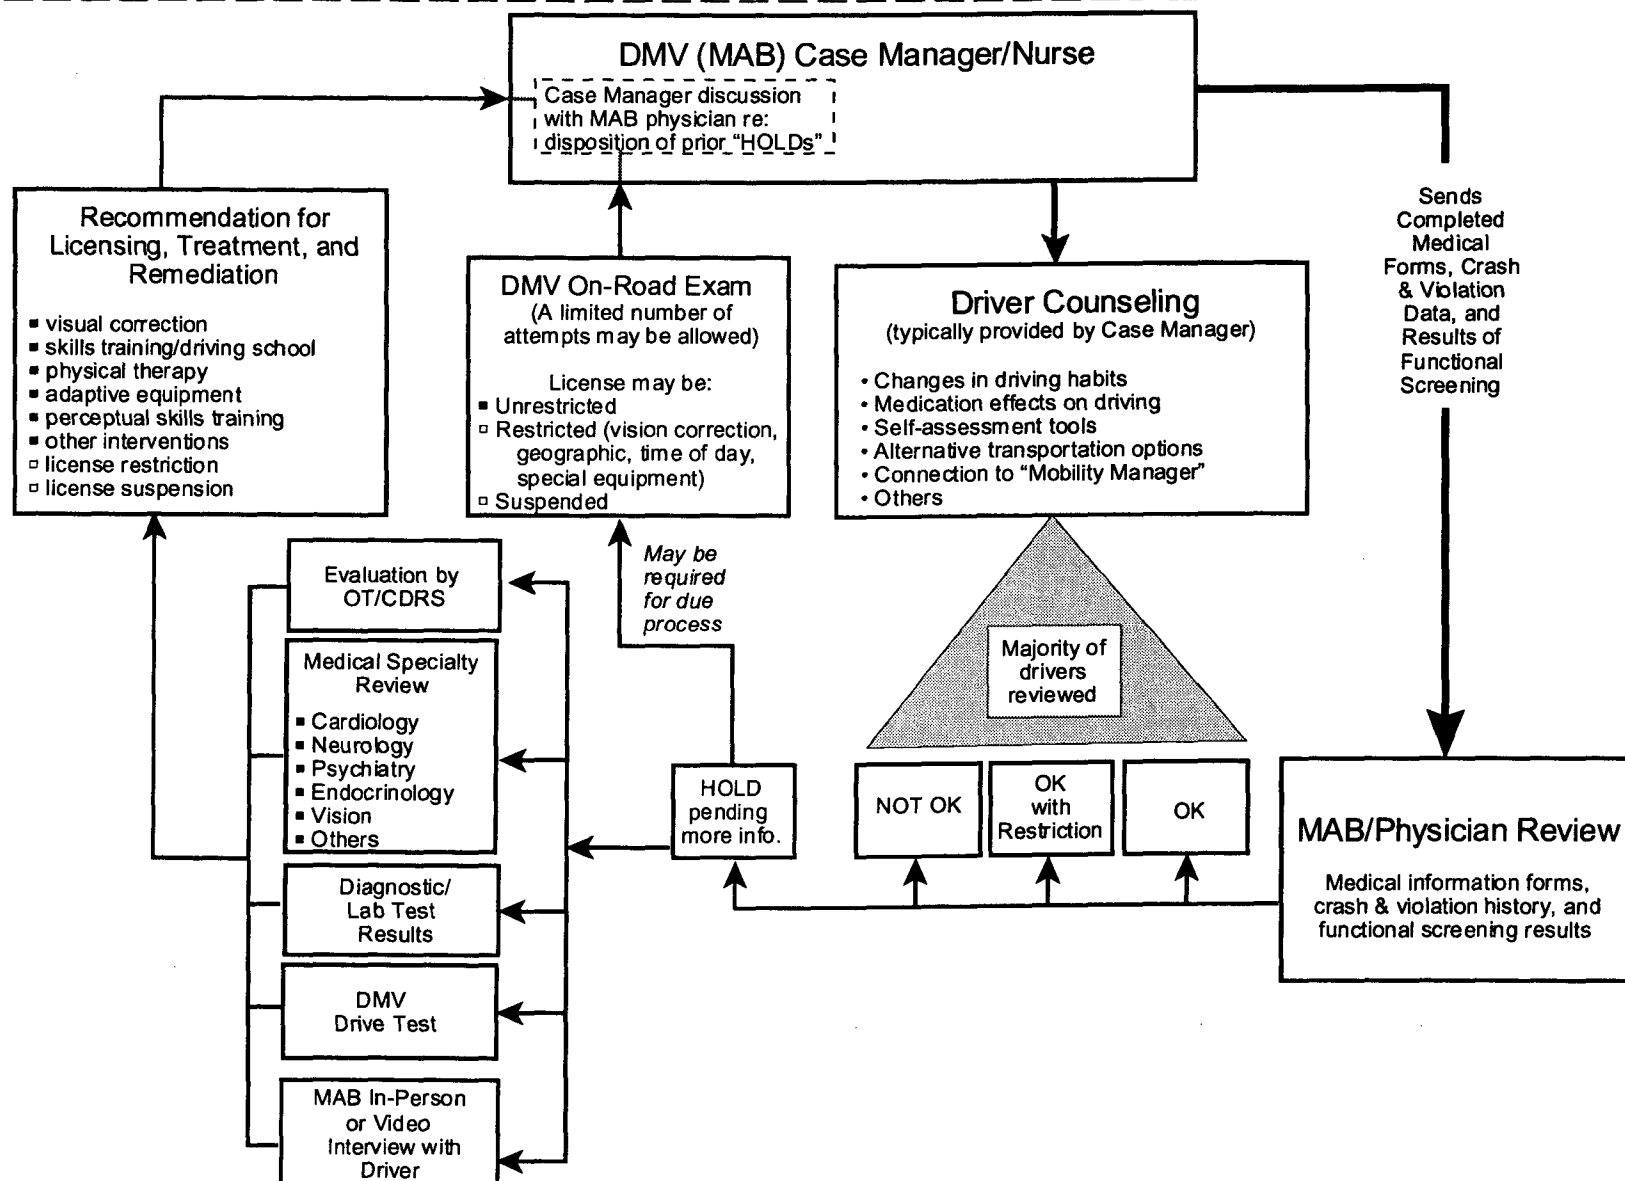 DMV (MAB) Case Manager/Nurse
Case Manager discussion
with MAB physician re:
disposition of prior “HOLDs”
Recommendation for
Licensing, Treatment, and
Remediation
▪ visual correction
▪ skills training/driving school
▪ physical therapy
▪ adaptive equipment
▪ perceptual skills training
▪ other interventions
▫ license restriction
▫ license suspension
DMV On-Road Exam
(A limited number of
attempts may be allowed)
License may be:
▪ Unrestricted
▫ Restricted (vision correction,
geographic, time of day,
special equipment)
▫ Suspended
Driver Counseling
(typically provided by Case Manager)
• Changes in driving habits
• Medication effects on driving
• Self-assessment tools
• Alternative transportation options
• Connection to “Mobility Manager”
• Others
Sends
Completed
Medical
Forms, Crash
& Violation
Data, and
Results of
Functional
Screening
May be
required
for due
process
Evaluation by
OT/CDRS
Medical Specialty
Review
▪ Cardiology
▪ Neurology
▪ Psychiatry
▪ Endocrinology
▪ Vision
▪ Others
Diagnostic/
Lab Test
Results
DMV
Drive Test
MAB In-Person
or Video
Interview with
Driver
HOLD
pending
more info.
Majority of
drivers
reviewed
NOT OK
OK
with
Restriction
OK
MAB/Physician Review
Medical information forms,
crash & violation history, and
functional screening results